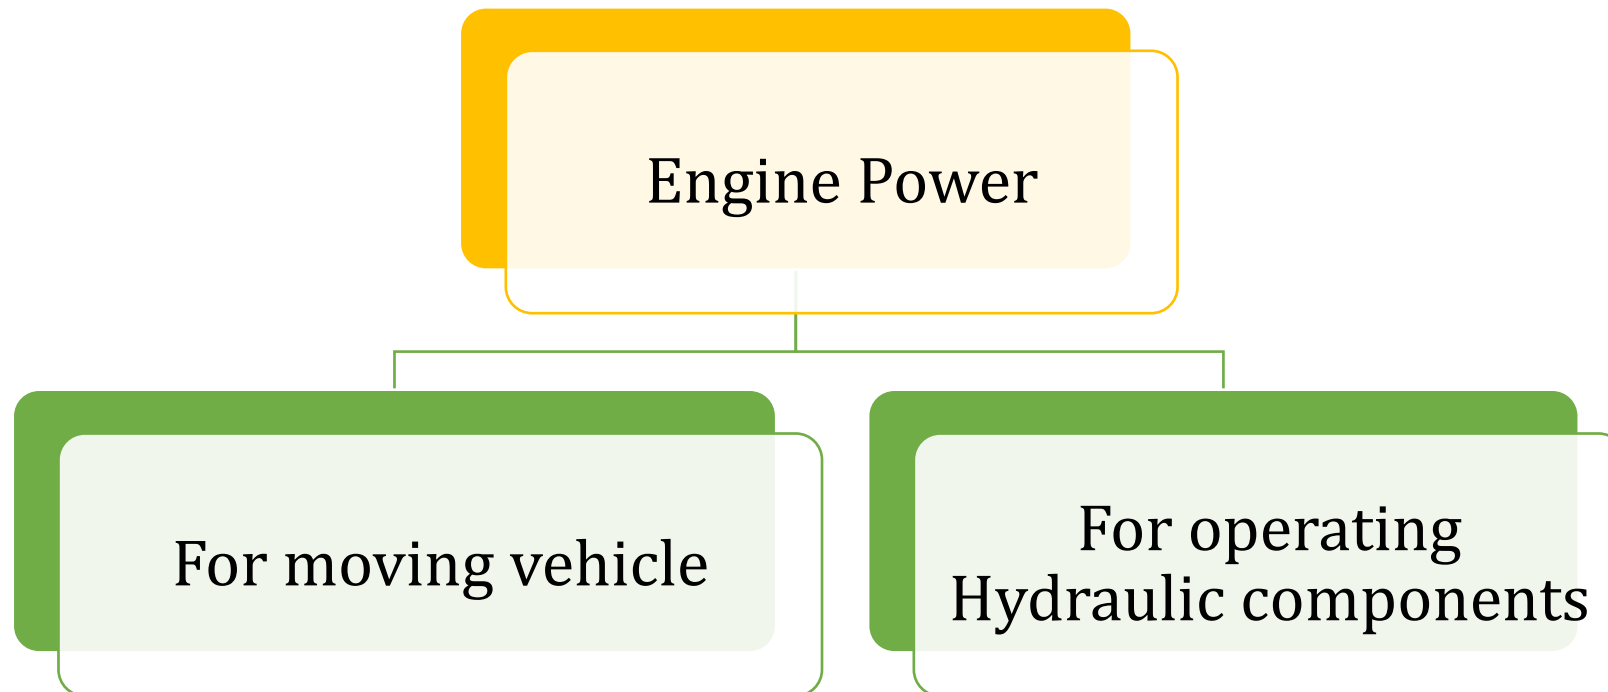 Engine Power
For moving vehicle
For operating
Hydraulic components